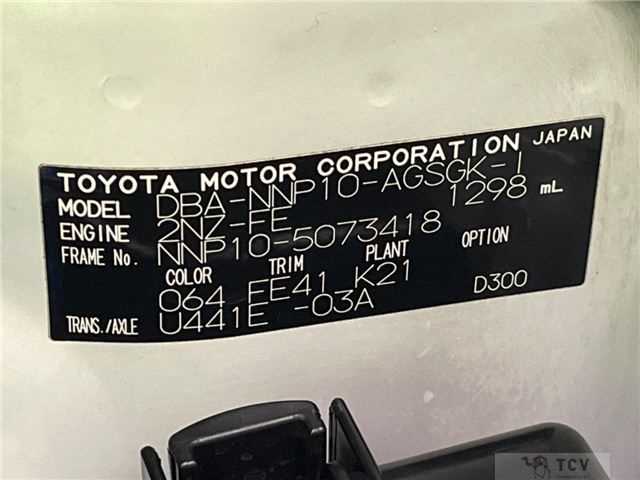 TOYOTA MOTOR CORPORATION JAPAN
MODEL DBA-NNP10-AGSGK-I
ENGINE 2NZ-FE 1298 mL
FRAME No. NNP10-5073418
COLOR TRIM PLANT OPTION
064 FE41 K21
TRANS./AXLE U441E -03A D300
TCV